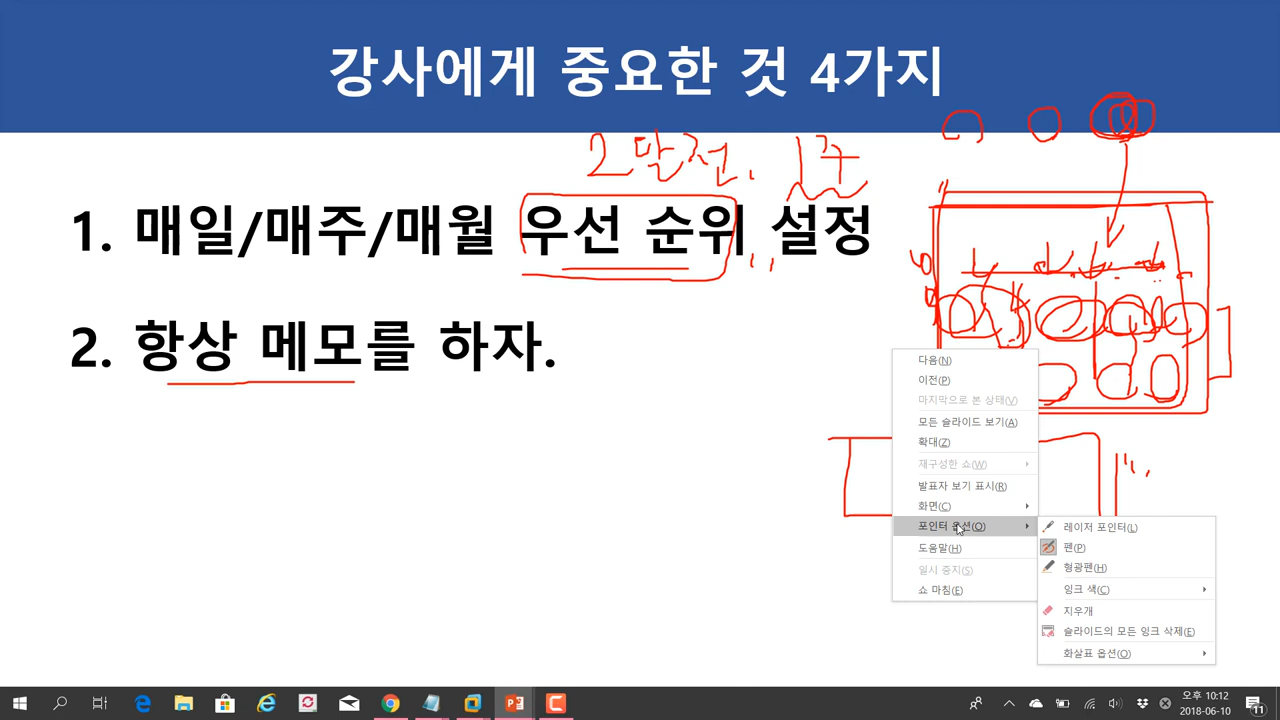 강사에게 중요한 것 4가지
2달전, 1주
1. 매일/매주/매월 우선 순위 설정
2. 항상 메모를 하자.
다음(N)
이전(P)
마지막으로 본 상태(V)
모든 슬라이드 보기(A)
확대(Z)
재구성한 쇼(W)
발표자 보기 표시(R)
화면(C)
포인터 옵션(O)
도움말(H)
일시 중지(S)
쇼 마침(E)
레이저 포인터(L)
펜(P)
형광펜(H)
잉크 색(C)
지우개
슬라이드의 모든 잉크 삭제(E)
화살표 옵션(O)
오후 10:12
2018-06-10
11